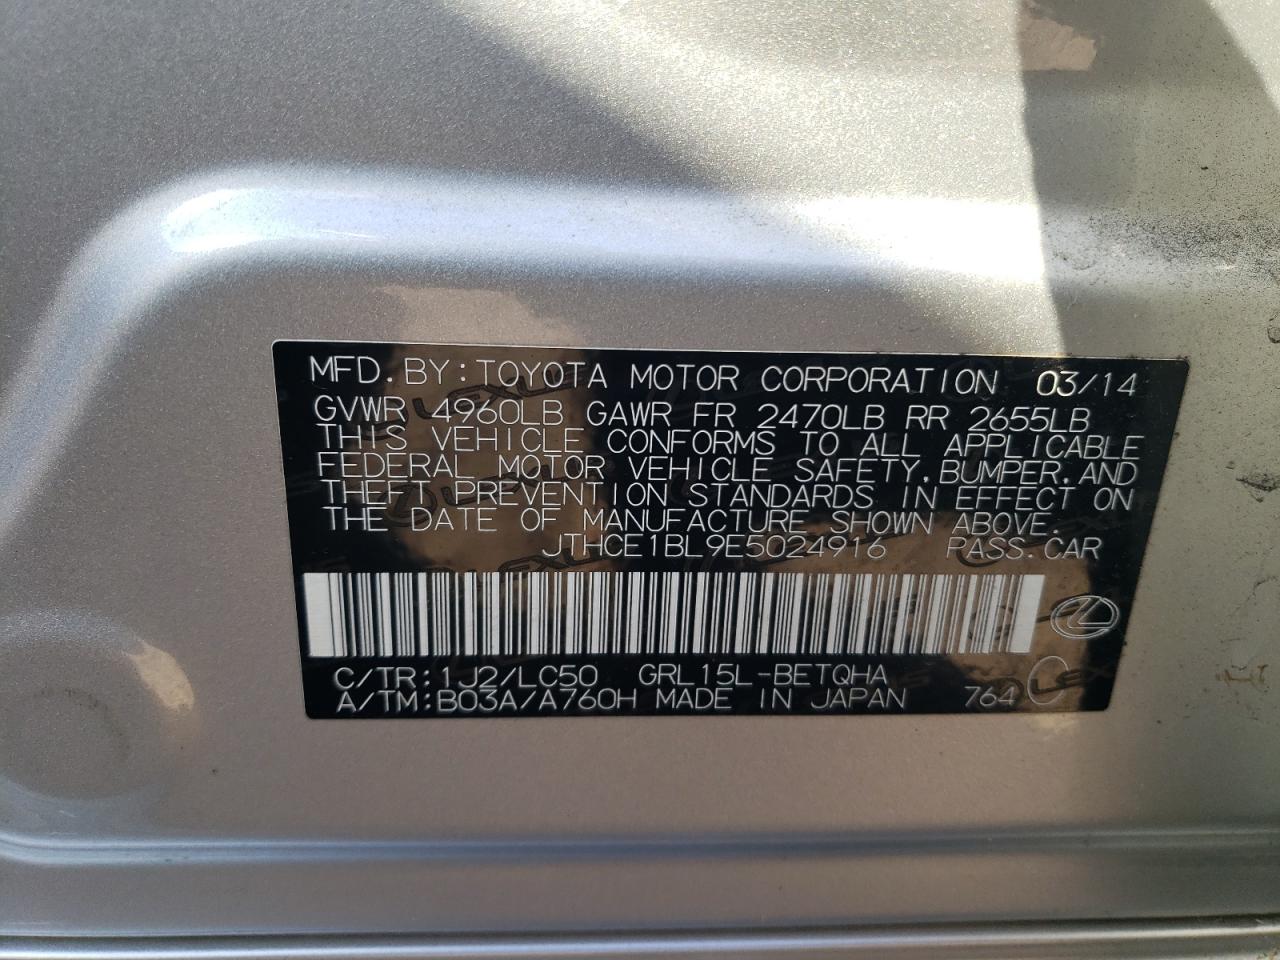 MFD. BY: TOYOTA MOTOR CORPORATION 03/14
GVWR 4960LB GAWR FR 2470LB RR 2655LB
THIS VEHICLE CONFORMS TO ALL APPLICABLE
FEDERAL MOTOR VEHICLE SAFETY, BUMPER, AND
THEFT PREVENTION STANDARDS IN EFFECT ON
THE DATE OF MANUFACTURE SHOWN ABOVE.
JTHCE1BL9E5024916 PASS. CAR
C/TR: 1J2/LC50 GRL15L-BETQHA
A/TM: B03A/A760H MADE IN JAPAN 764